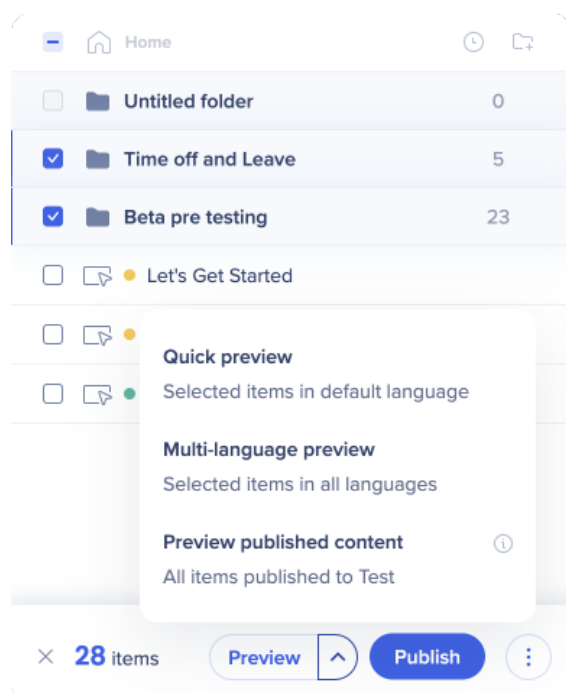 Home
Untitled folder 0
Time off and Leave 5
Beta pre testing 23
Let's Get Started
Quick preview
Selected items in default language
Multi-language preview
Selected items in all languages
Preview published content
All items published to Test
28 items Preview Publish